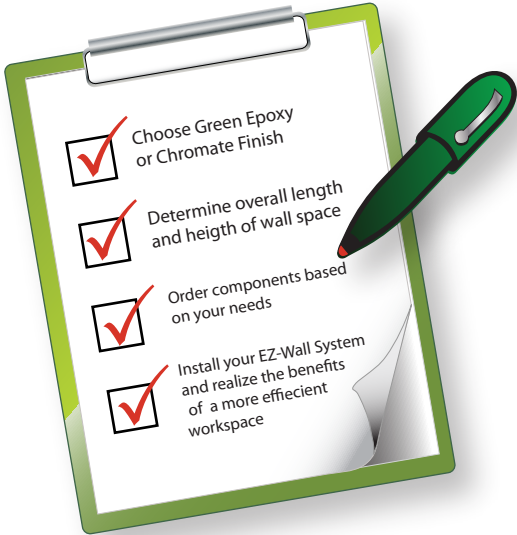 Choose Green Epoxy
or Chromate Finish
Determine overall length
and heigth of wall space
Order components based
on your needs
Install your EZ-Wall System
and realize the benefits
of a more effiecient
workspace